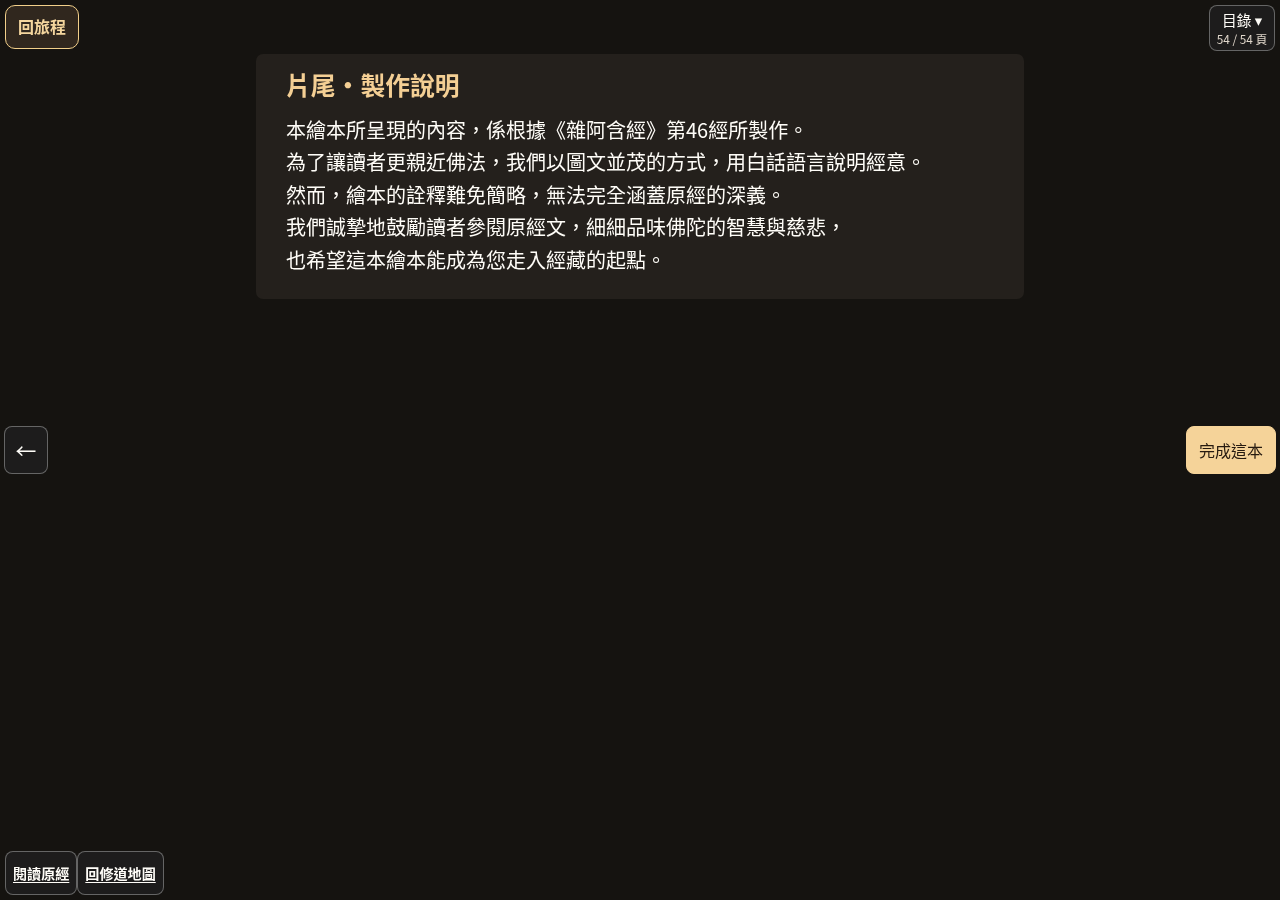 回旅程
目錄 ▾
54 / 54 頁
片尾・製作說明
本繪本所呈現的內容，係根據《雜阿含經》第46經所製作。
為了讓讀者更親近佛法，我們以圖文並茂的方式，用白話語言說明經意。
然而，繪本的詮釋難免簡略，無法完全涵蓋原經的深義。
我們誠摯地鼓勵讀者參閱原經文，細細品味佛陀的智慧與慈悲，
也希望這本繪本能成為您走入經藏的起點。
←
完成這本
閱讀原經
回修道地圖